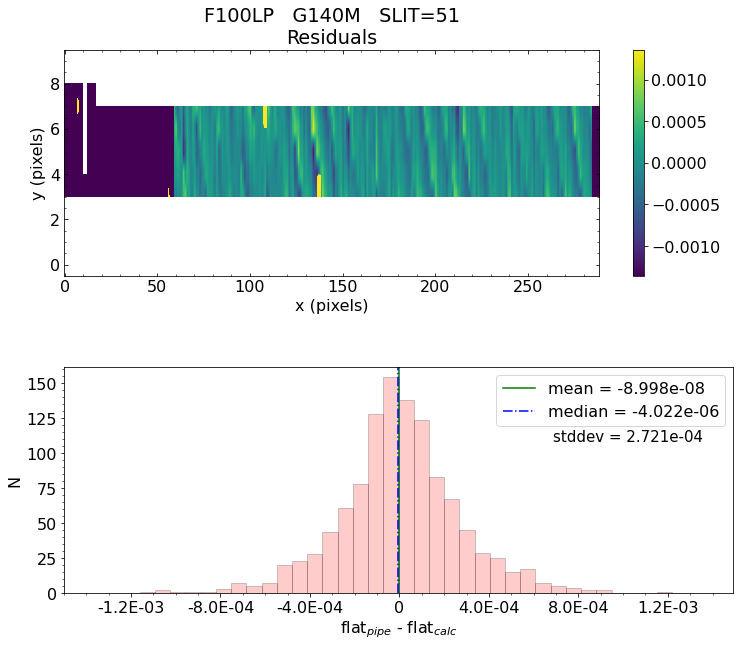 F100LP G140M SLIT=51
Residuals
8
6
4
2
0
y (pixels)
0 50 100 150 200 250
x (pixels)
0.0010
0.0005
0.0000
−0.0005
−0.0010
mean = -8.998e-08
median = -4.022e-06
stddev = 2.721e-04
150
125
100
75
50
25
0
N
-1.2E-03 -8.0E-04 -4.0E-04 0 4.0E-04 8.0E-04 1.2E-03
flat_pipe - flat_calc